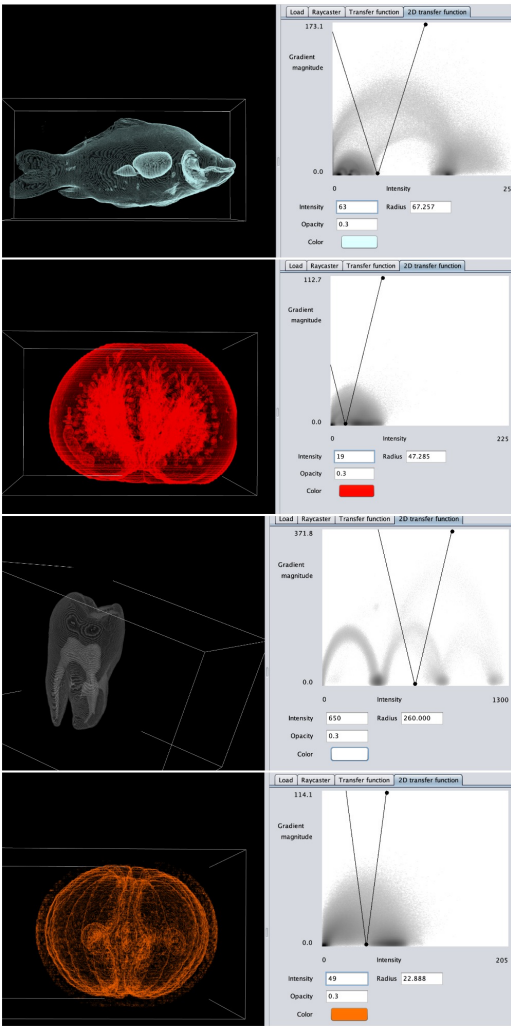 Load Raycaster Transfer function 2D transfer function
173.1
Gradient
magnitude
0.0
0 Intensity 25
Intensity 63 Radius 67.257
Opacity 0.3
Color
Load Raycaster Transfer function 2D transfer function
112.7
Gradient
magnitude
0.0
0 Intensity 225
Intensity 19 Radius 47.285
Opacity 0.3
Color
Load Raycaster Transfer function 2D transfer function
371.8
Gradient
magnitude
0.0
0 Intensity 1300
Intensity 650 Radius 260.000
Opacity 0.3
Color
Load Raycaster Transfer function 2D transfer function
114.1
Gradient
magnitude
0.0
0 Intensity 205
Intensity 49 Radius 22.888
Opacity 0.3
Color